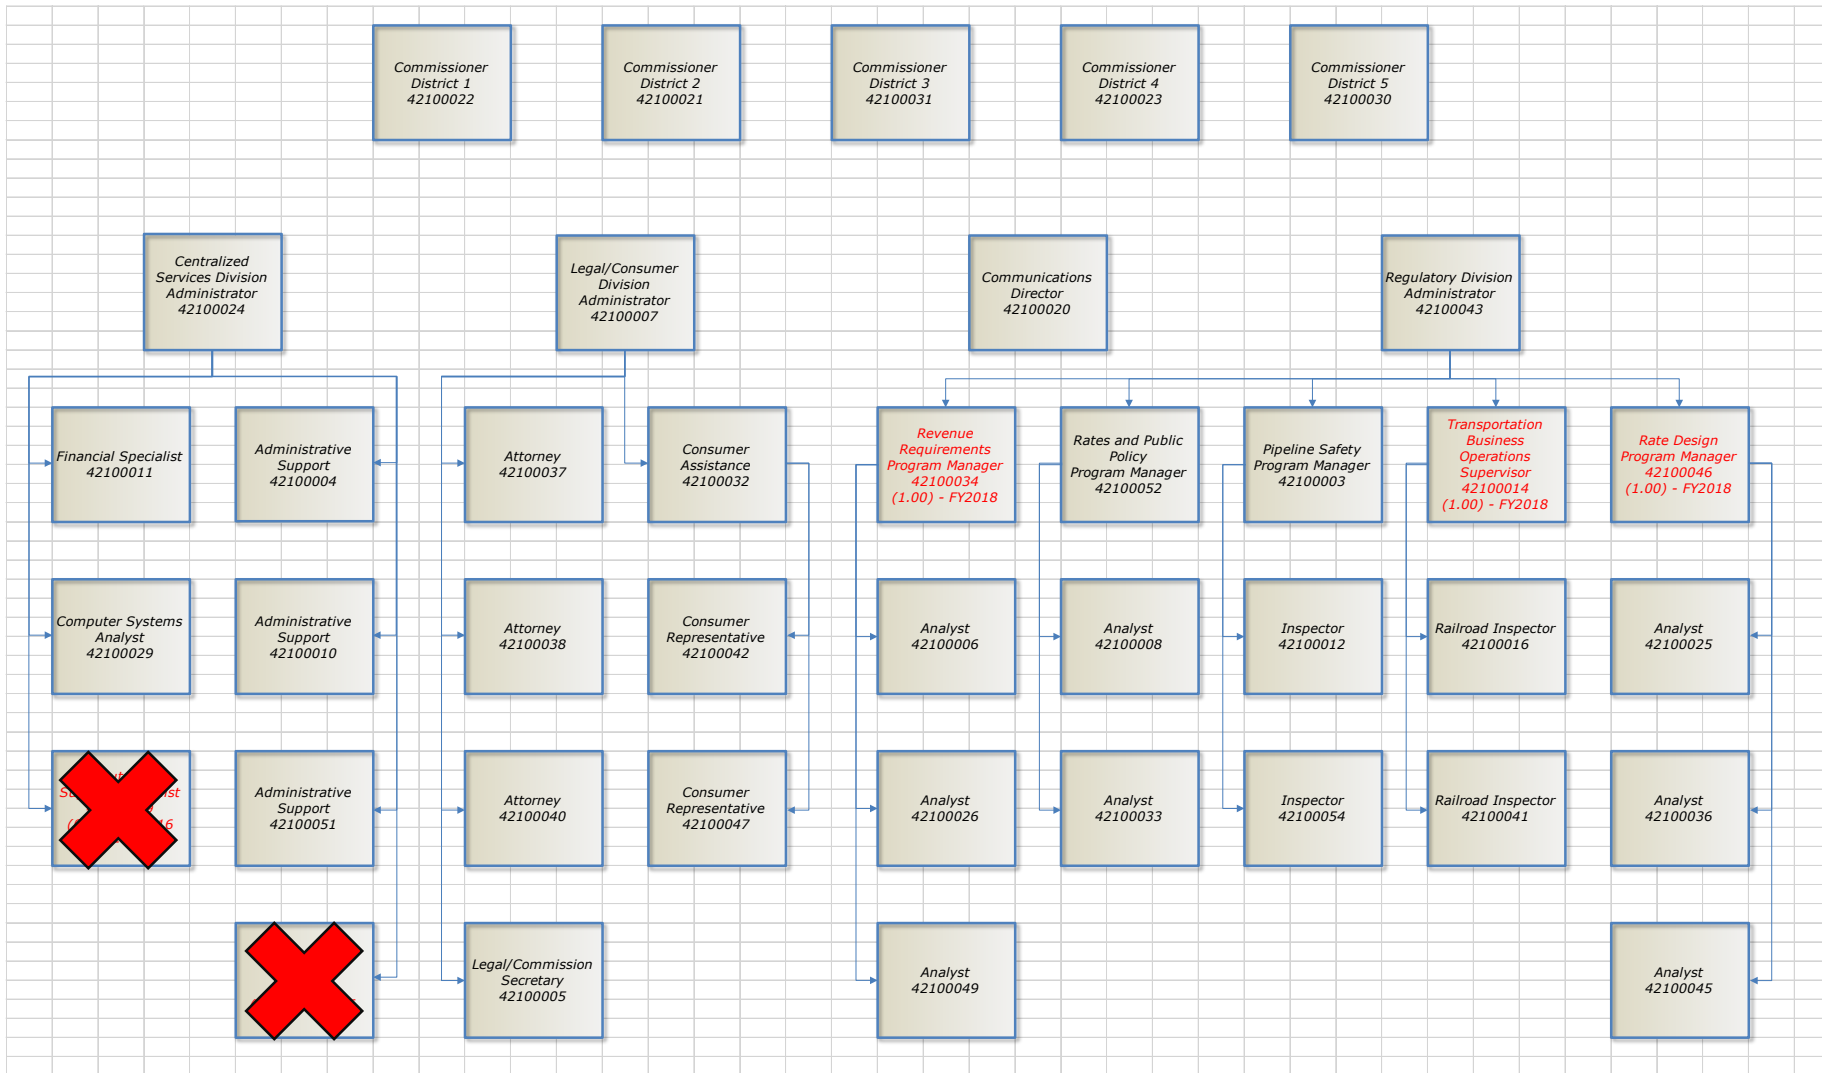 Commissioner
District 1
42100022
Commissioner
District 2
42100021
Commissioner
District 3
42100031
Commissioner
District 4
42100023
Commissioner
District 5
42100030
Centralized
Services Division
Administrator
42100024
Legal/Consumer
Division
Administrator
42100007
Communications
Director
42100020
Regulatory Division
Administrator
42100043
Financial Specialist
42100011
Administrative
Support
42100004
Attorney
42100037
Consumer
Assistance
42100032
Revenue
Requirements
Program Manager
42100034
(1.00) - FY2018
Rates and Public
Policy
Program Manager
42100052
Pipeline Safety
Program Manager
42100003
Transportation
Business
Operations
Supervisor
42100014
(1.00) - FY2018
Rate Design
Program Manager
42100046
(1.00) - FY2018
Computer Systems
Analyst
42100029
Administrative
Support
42100010
Attorney
42100038
Consumer
Representative
42100042
Analyst
42100006
Analyst
42100008
Inspector
42100012
Railroad Inspector
42100016
Analyst
42100025
Administrative
Support
42100051
Attorney
42100040
Consumer
Representative
42100047
Analyst
42100026
Analyst
42100033
Inspector
42100054
Railroad Inspector
42100041
Analyst
42100036
Legal/Commission
Secretary
42100005
Analyst
42100049
Analyst
42100045